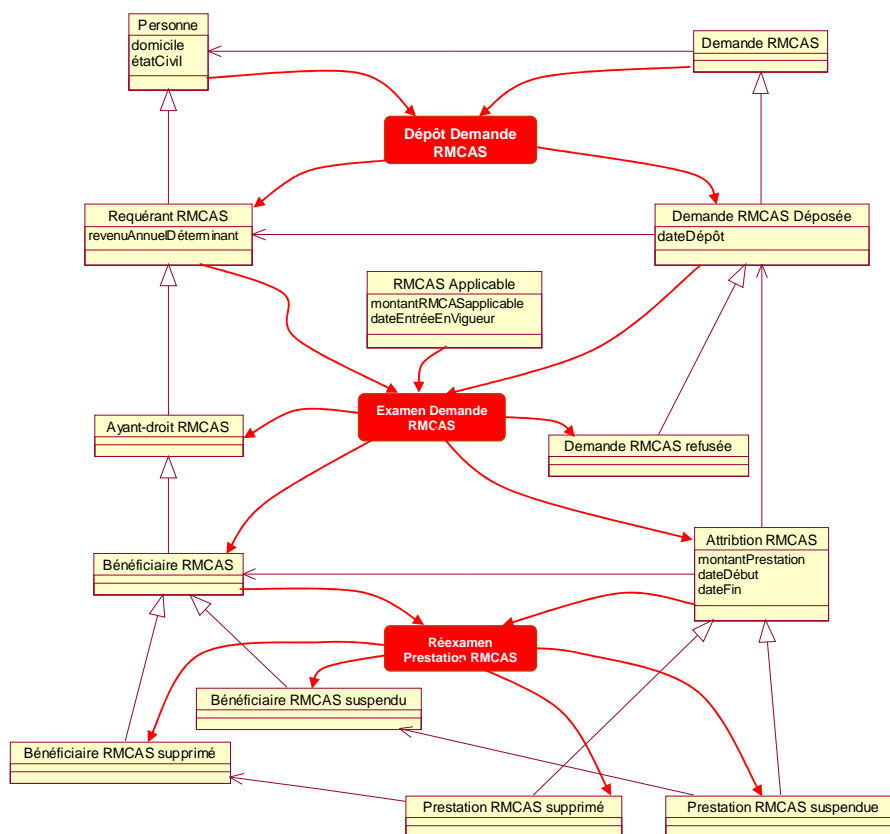 Personne
domicile
étatCivil
Demande RMCAS
Dépôt Demande
RMCAS
Requérant RMCAS
revenuAnnuelDéterminant
Demande RMCAS Déposée
dateDépôt
RMCAS Applicable
montantRMCASapplicable
dateEntréeEnVigueur
Examen Demande
RMCAS
Ayant-droit RMCAS
Demande RMCAS refusée
Attribtion RMCAS
montantPrestation
dateDébut
dateFin
Bénéficiaire RMCAS
Réexamen
Prestation RMCAS
Bénéficiaire RMCAS suspendu
Bénéficiaire RMCAS supprimé
Prestation RMCAS supprimé
Prestation RMCAS suspendue